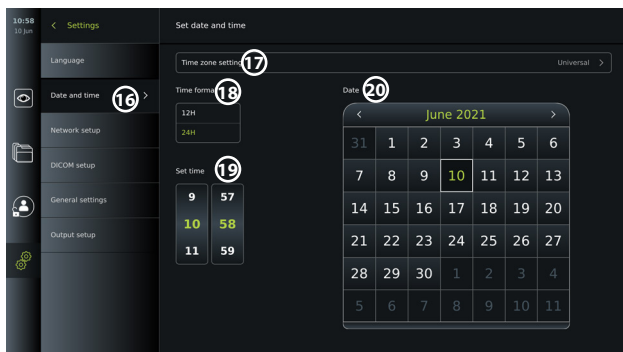 10:58
10 Jun
Settings
Set date and time
Language
Date and time
16
Network setup
DICOM setup
General settings
Output setup
Time zone setting
17
Universal
Time forma
18
12H
24H
Set time
19
9 57
10 58
11 59
Date
20
June 2021
31 1 2 3 4 5 6
7 8 9 10 11 12 13
14 15 16 17 18 19 20
21 22 23 24 25 26 27
28 29 30 1 2 3 4
5 6 7 8 9 10 11